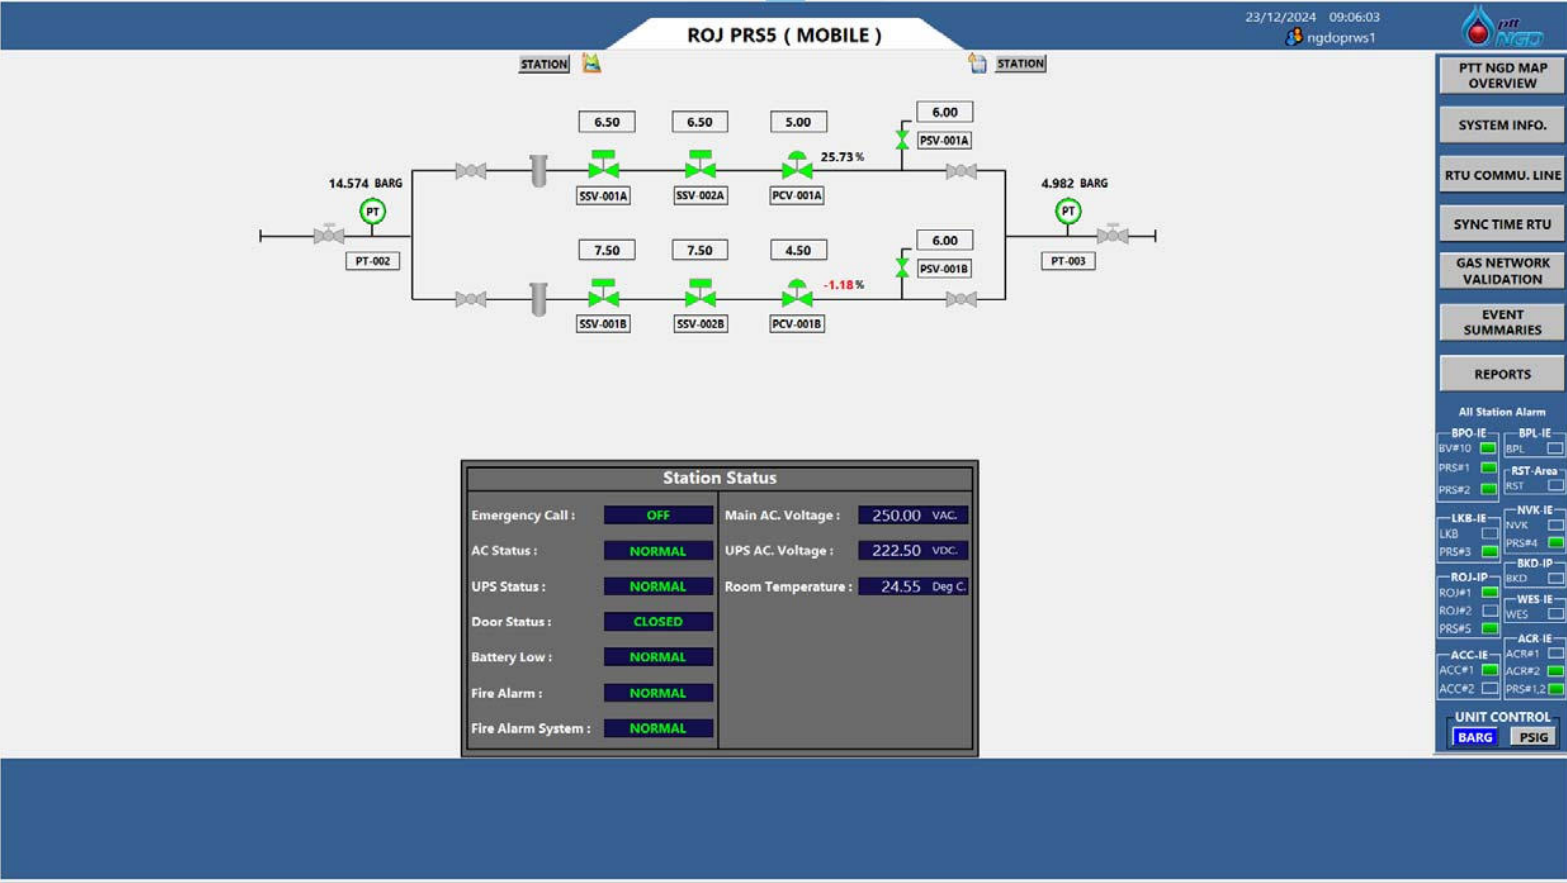 23/12/2024 09:06:03
ROJ PRS5 ( MOBILE )
ngdoprws1
ptt
NGD
STATION
STATION
6.50
6.50
5.00
6.00
PSV-001A
25.73 %
14.574 BARG
SSV-001A
SSV-002A
PCV-001A
4.982 BARG
PT
PT
PT-002
7.50
7.50
4.50
6.00
PSV-001B
PT-003
-1.18 %
SSV-001B
SSV-002B
PCV-001B
Station Status
Emergency Call : OFF
Main AC. Voltage : 250.00 VAC.
AC Status : NORMAL
UPS AC. Voltage : 222.50 VDC.
UPS Status : NORMAL
Room Temperature : 24.55 Deg C.
Door Status : CLOSED
Battery Low : NORMAL
Fire Alarm : NORMAL
Fire Alarm System : NORMAL
PTT NGD MAP
OVERVIEW
SYSTEM INFO.
RTU COMMU. LINE
SYNC TIME RTU
GAS NETWORK
VALIDATION
EVENT
SUMMARIES
REPORTS
All Station Alarm
BPO-IE
BV#10
PRS#1
PRS#2
BPL-IE
BPL
RST-Area
RST
LKB-IE
LKB
PRS#3
NVK-IE
NVK
PRS#4
BKD-IP
BKD
ROJ-IP
ROJ#1
ROJ#2
PRS#5
WES-IE
WES
ACC-IE
ACC#1
ACC#2
ACR-IE
ACR#1
ACR#2
PRS#1,2
UNIT CONTROL
BARG
PSIG